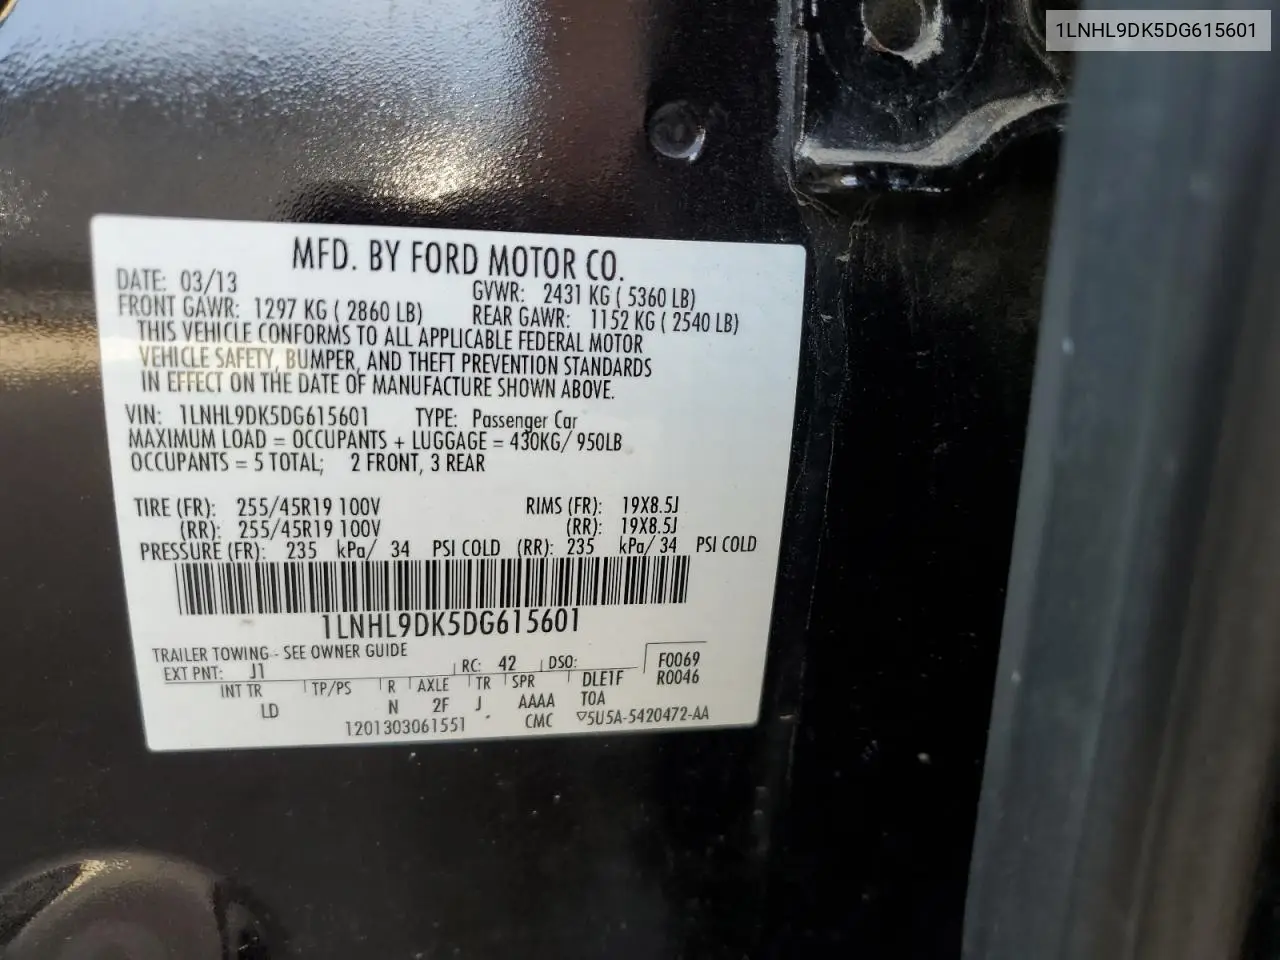 1LNHL9DK5DG615601
MFD. BY FORD MOTOR CO.
DATE: 03/13 GVWR: 2431 KG ( 5360 LB)
FRONT GAWR: 1297 KG ( 2860 LB) REAR GAWR: 1152 KG ( 2540 LB)
THIS VEHICLE CONFORMS TO ALL APPLICABLE FEDERAL MOTOR
VEHICLE SAFETY, BUMPER, AND THEFT PREVENTION STANDARDS
IN EFFECT ON THE DATE OF MANUFACTURE SHOWN ABOVE.
VIN: 1LNHL9DK5DG615601 TYPE: Passenger Car
MAXIMUM LOAD = OCCUPANTS + LUGGAGE = 430KG/ 950LB
OCCUPANTS = 5 TOTAL; 2 FRONT, 3 REAR
TIRE (FR): 255/45R19 100V RIMS (FR): 19X8.5J
(RR): 255/45R19 100V (RR): 19X8.5J
PRESSURE (FR): 235 kPa/ 34 PSI COLD (RR): 235 kPa/ 34 PSI COLD
1LNHL9DK5DG615601
TRAILER TOWING - SEE OWNER GUIDE
EXT PNT: J1 RC: 42 DSO: F0069
INT TR TP/PS R AXLE TR SPR DLE1F R0046
LD N 2F J AAAA TOA
1201303061551 CMC ▽5U5A-5420472-AA